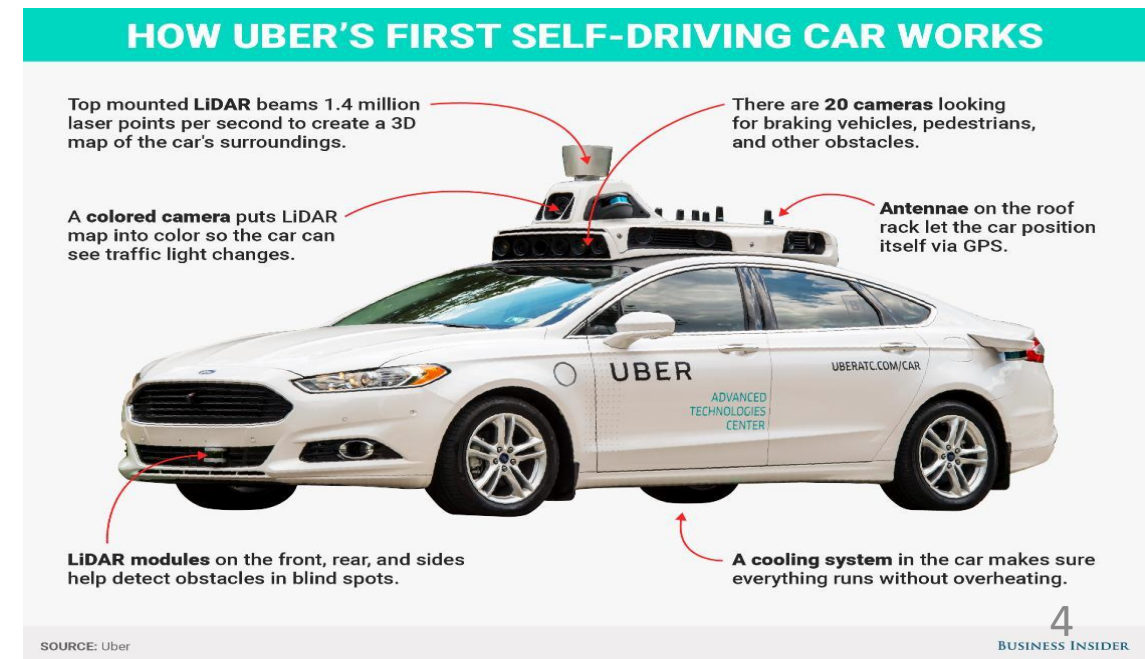 HOW UBER'S FIRST SELF-DRIVING CAR WORKS
Top mounted LiDAR beams 1.4 million
laser points per second to create a 3D
map of the car's surroundings.
There are 20 cameras looking
for braking vehicles, pedestrians,
and other obstacles.
A colored camera puts LiDAR
map into color so the car can
see traffic light changes.
Antennae on the roof
rack let the car position
itself via GPS.
UBER
ADVANCED
TECHNOLOGIES
CENTER
UBERATC.COM/CAR
LiDAR modules on the front, rear, and sides
help detect obstacles in blind spots.
A cooling system in the car makes sure
everything runs without overheating.
4
SOURCE: Uber
BUSINESS INSIDER